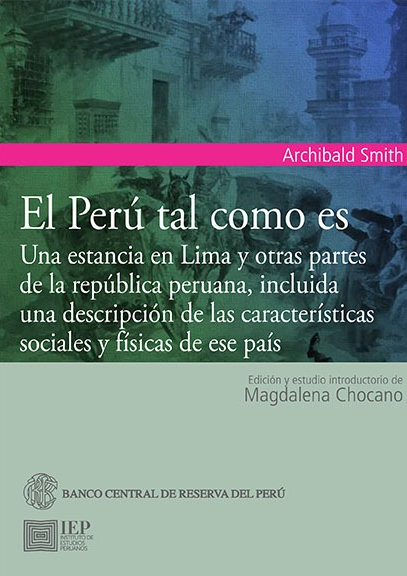 Archibald Smith
El Perú tal como es
Una estancia en Lima y otras partes
de la república peruana, incluida
una descripción de las características
sociales y físicas de ese país
Edición y estudio introductorio de
Magdalena Chocano
BANCO CENTRAL DE RESERVA DEL PERÚ
IEP
INSTITUTO DE
ESTUDIOS
PERUANOS